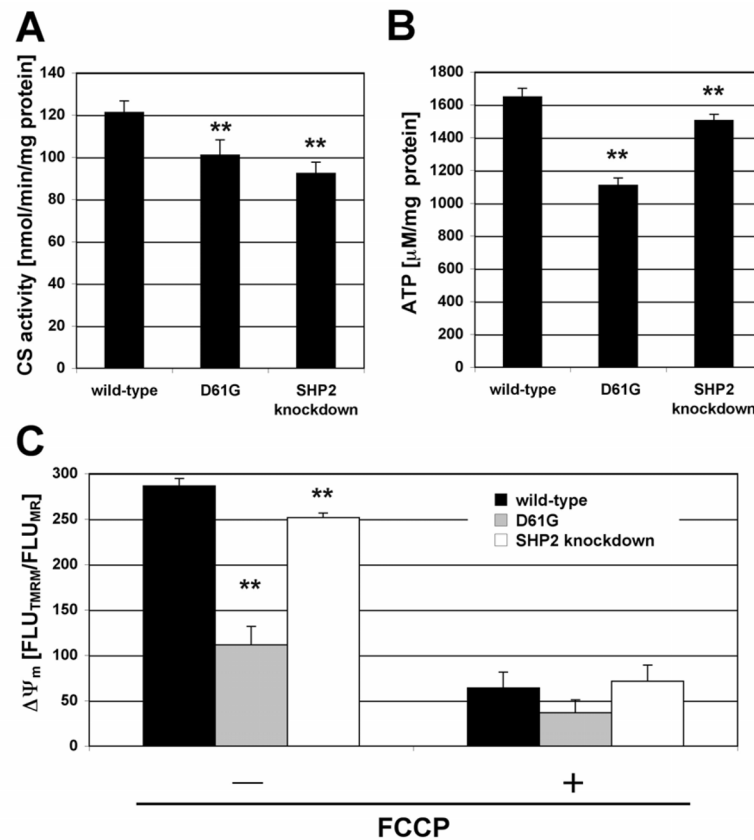 A
CS activity [nmol/min/mg protein]
140
120
100
80
60
40
20
0
**
**
wild-type
D61G
SHP2
knockdown
B
ATP [μM/mg protein]
1800
1600
1400
1200
1000
800
600
400
200
0
**
**
wild-type
D61G
SHP2
knockdown
C
ΔΨm [FLUTMRM/FLUMR]
300
250
200
150
100
50
0
**
**
wild-type
D61G
SHP2 knockdown
— +
FCCP